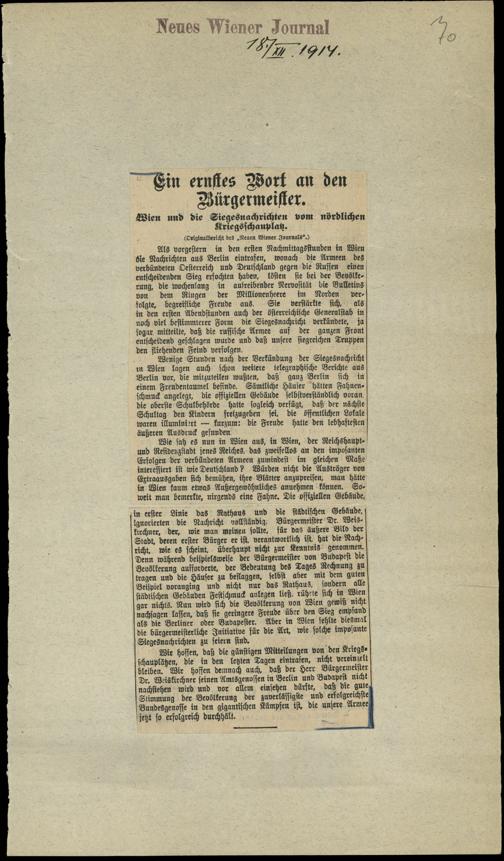 Neues Wiener Journal
18./XII. 1914.
70
Ein ernstes Wort an den
Bürgermeister.
Wien und die Siegesnachrichten vom nördlichen
Kriegsschauplatz.
(Originalbericht des „Neuen Wiener Journals“.)
Als vorgestern in den ersten Nachmittagsstunden in Wien
die Nachrichten aus Berlin eintrafen, wonach die Armeen des
verbündeten Oesterreich und Deutschland gegen die Russen einen
entscheidenden Sieg erfochten haben, lösten sie bei der Bevölke-
rung, die wochenlang in aufreibender Nervosität die Bulletins
von dem Ringen der Millionenheere im Norden ver-
folgte, begreifliche Freude aus. Sie verstärkte sich, als
in den ersten Abendstunden auch der österreichische Generalstab in
noch viel bestimmterer Form die Siegesnachricht verkündete, ja
sogar mitteilte, daß die russische Armee auf der ganzen Front
entscheidend geschlagen wurde und daß unsere siegreichen Truppen
den fliehenden Feind verfolgen.
Wenige Stunden nach der Verkündung der Siegesnachricht
in Wien lagen auch schon weitere telegraphische Berichte aus
Berlin vor, die mitzuteilen wußten, daß ganz Berlin sich in
einem Freudentaumel befinde. Sämtliche Häuser hätten Fahnen-
schmuck angelegt, die offiziellen Gebäude selbstverständlich voran.
die oberste Schulbehörde hatte sogleich verfügt, daß der nächste
Schultag den Kindern freizugeben sei, die öffentlichen Lokale
waren illuminiert — kurzum: die Freude hatte den lebhaftesten
äußeren Ausdruck gefunden.
Wie sah es nun in Wien aus, in Wien, der Reichshaupt-
und Residenzstadt jenes Reichs, das zweifellos an den imposanten
Erfolgen der verbündeten Armeen zumindest im gleichen Maße
interessiert ist wie Deutschland? Würden nicht die Austräger von
Extraausgaben sich bemühen, ihre Blätter anzupreisen, man hätte
in Wien kaum etwas Außergewöhnliches annehmen können. So-
weit man bemerkte, nirgends eine Fahne. Die offiziellen Gebäude,
in erster Linie das Rathaus und die städtischen Gebäude,
ignorierten die Nachricht vollständig. Bürgermeister Dr. Weis-
kirchner, der, wie man meinen sollte, für das äußere Bild der
Stadt, deren erster Bürger er ist, verantwortlich ist, hat die Nach-
richt, wie es scheint, überhaupt nicht zur Kenntnis genommen.
Denn während beispielsweise der Bürgermeister von Budapest die
Bevölkerung aufforderte, der Bedeutung des Tages Rechnung zu
tragen und die Häuser zu beflaggen, selbst aber mit dem guten
Beispiel voranging und nicht nur das Rathaus, sondern alle
städtischen Gebäuden Festschmuck anlegen ließ, rührte sich in Wien
gar nichts. Nun wird sich die Bevölkerung von Wien gewiß nicht
nachsagen lassen, daß sie geringere Freude über den Sieg empfand
als die Berliner oder Budapester. Aber in Wien fehlte diesmal
die bürgermeisterliche Initiative für die Art, wie solche imposante
Siegesnachrichten zu feiern sind.
Wir hoffen, daß die günstigen Mitteilungen von den Kriegs-
schauplätzen, die in den letzten Tagen eintrafen, nicht vereinzelt
bleiben. Wir hoffen demnach auch, daß der Herr Bürgermeister
Dr. Weiskirchner seinen Amtsgenossen in Berlin und Budapest nicht
nachstehen wird und vor allem einsehen dürfte, daß die gute
Stimmung der Bevölkerung der zuverlässigste und erfolgreichste
Bundesgenosse in den gigantischen Kämpfen ist, die unsere Armee
jetzt so erfolgreich durchhält.